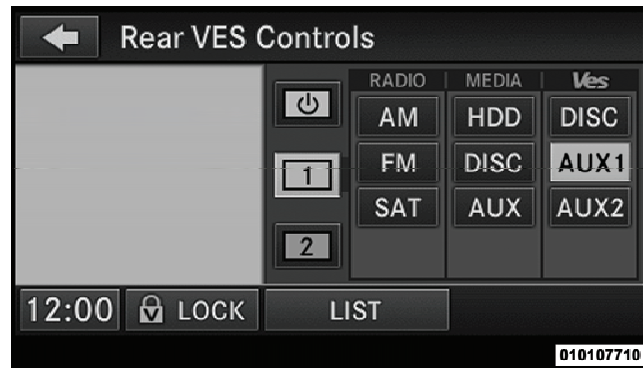 Rear VES Controls
RADIO MEDIA Ves
AM HDD DISC
1 FM DISC AUX1
SAT AUX AUX2
2
12:00 LOCK LIST
010107710